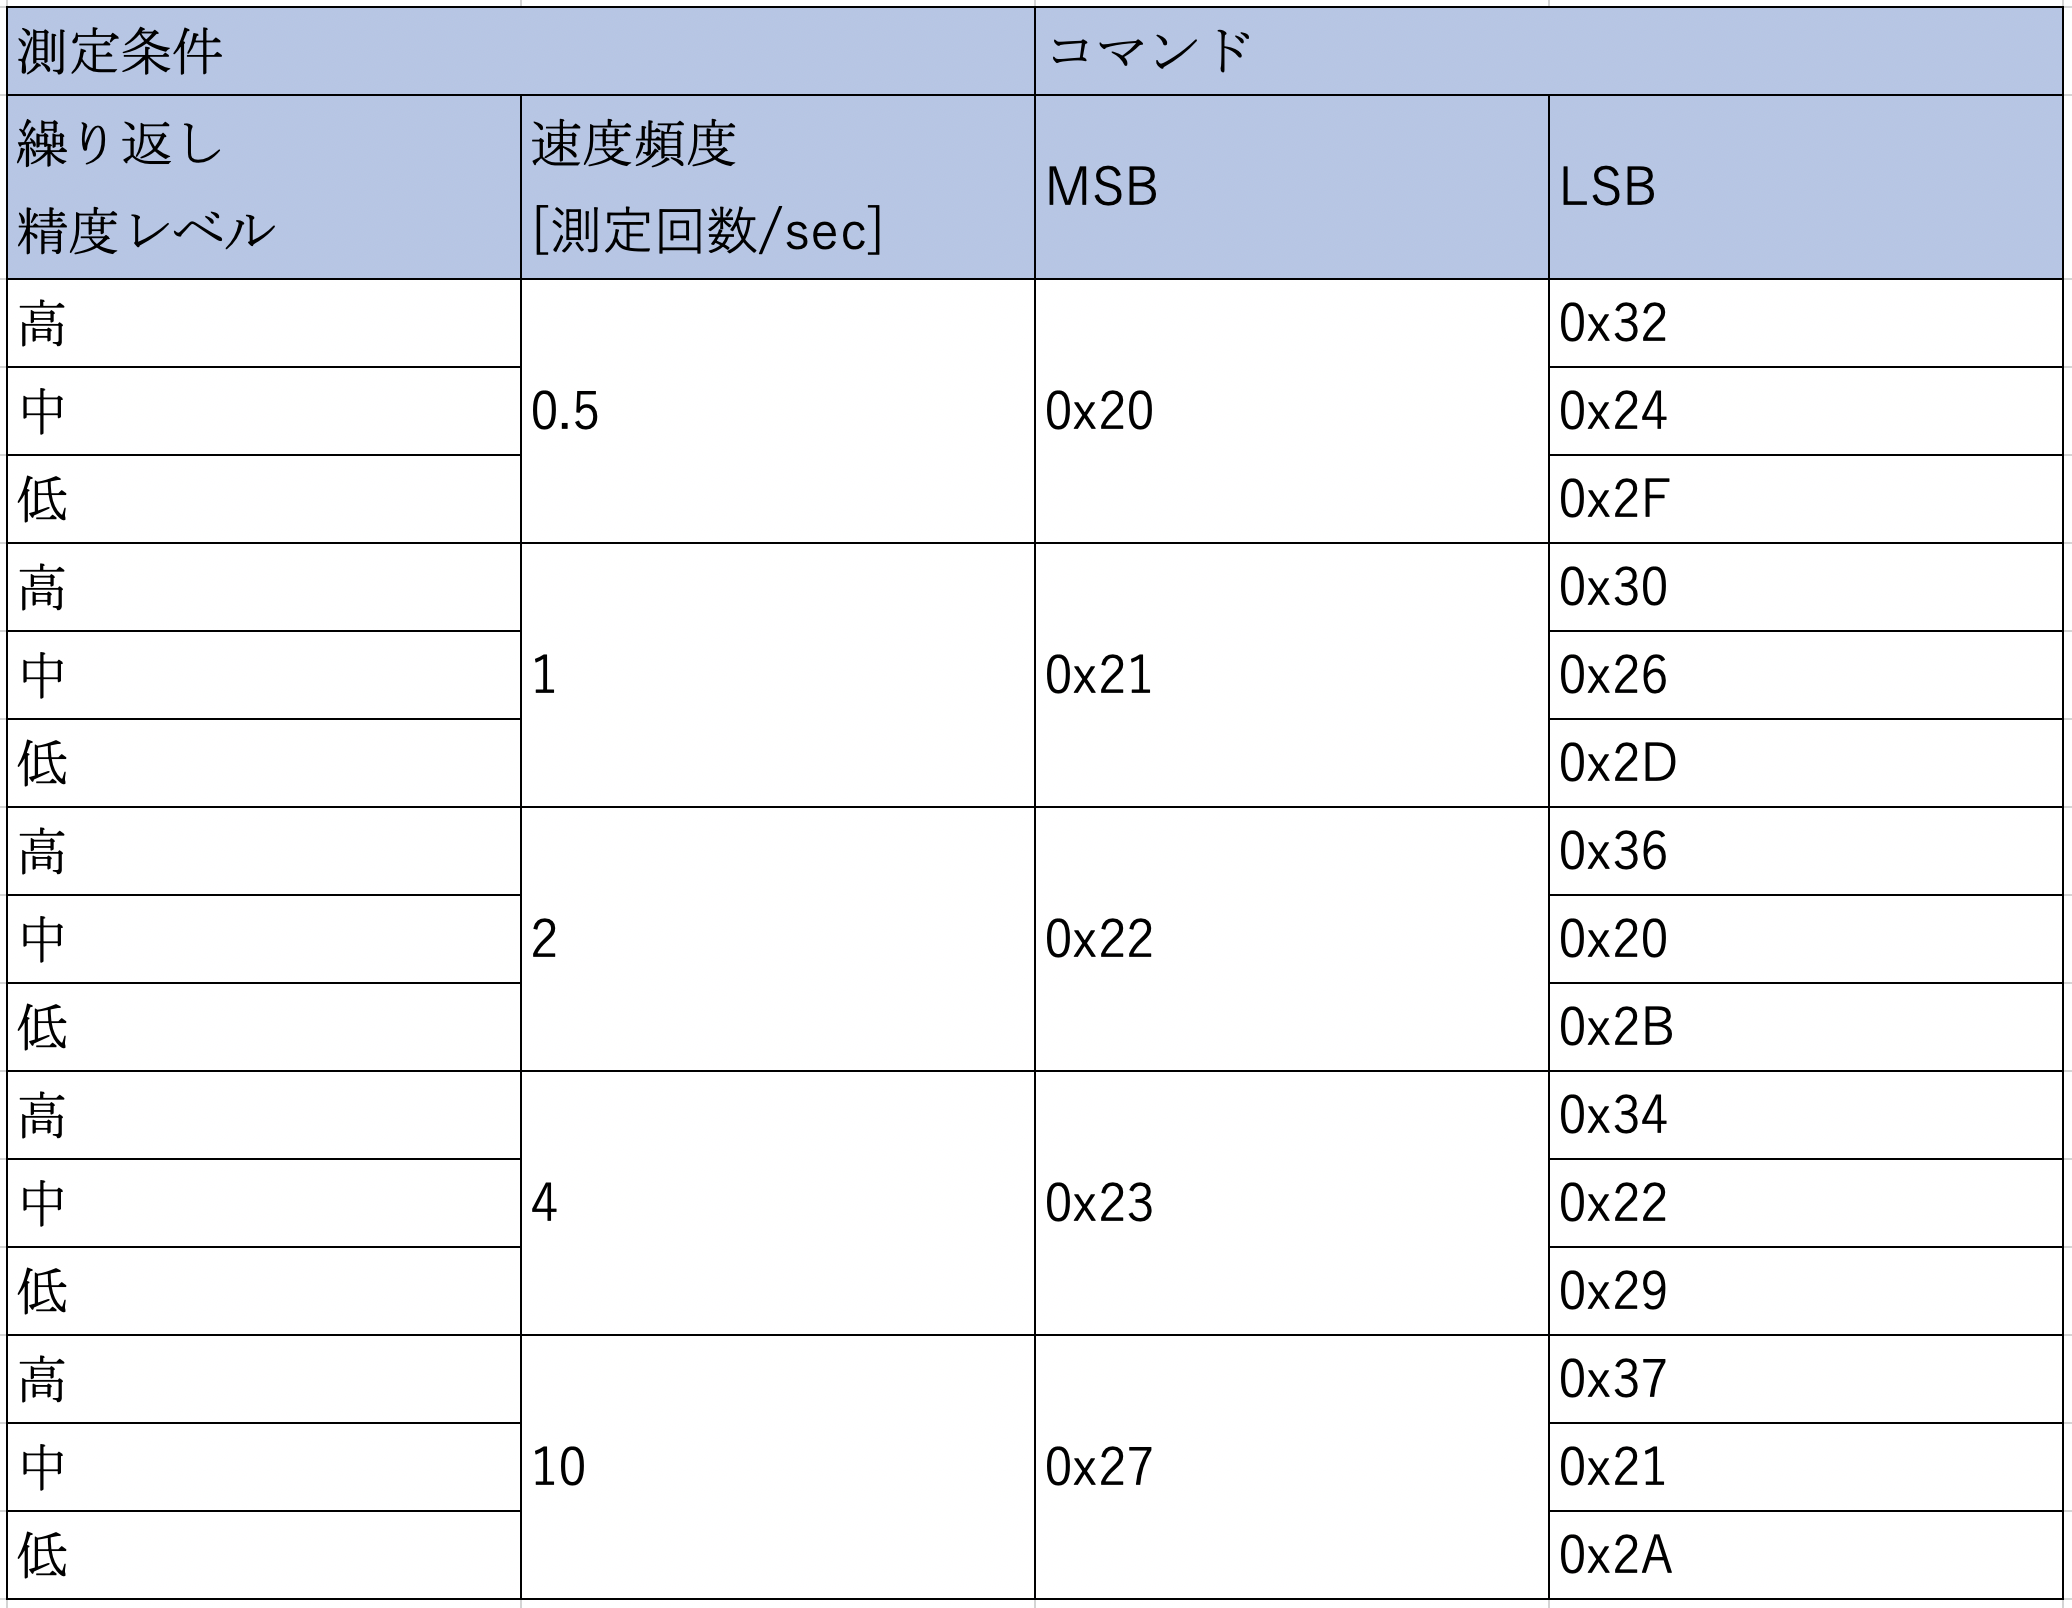 測定条件 コマンド
繰り返し
精度レベル
速度頻度
[測定回数/sec]
MSB
LSB
高 0.5 0x20 0x32
中 0x24
低 0x2F
高 1 0x21 0x30
中 0x26
低 0x2D
高 2 0x22 0x36
中 0x20
低 0x2B
高 4 0x23 0x34
中 0x22
低 0x29
高 10 0x27 0x37
中 0x21
低 0x2A